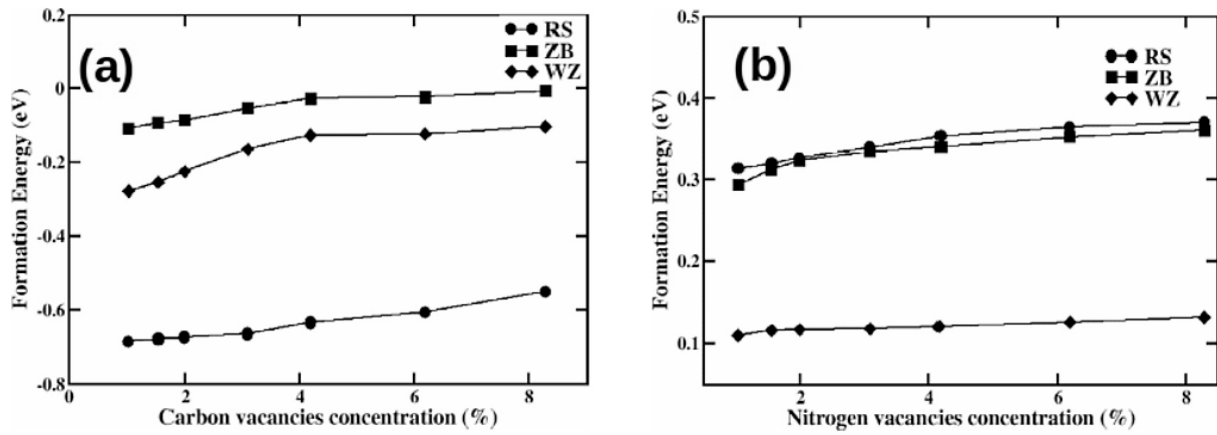 (a)
RS
ZB
WZ
0.2
0
-0.2
-0.4
-0.6
-0.8
Formation Energy (eV)
0
2
4
6
8
Carbon vacancies concentration (%)
(b)
RS
ZB
WZ
0.5
0.4
0.3
0.2
0.1
Formation Energy (eV)
2
4
6
8
Nitrogen vacancies concentration (%)